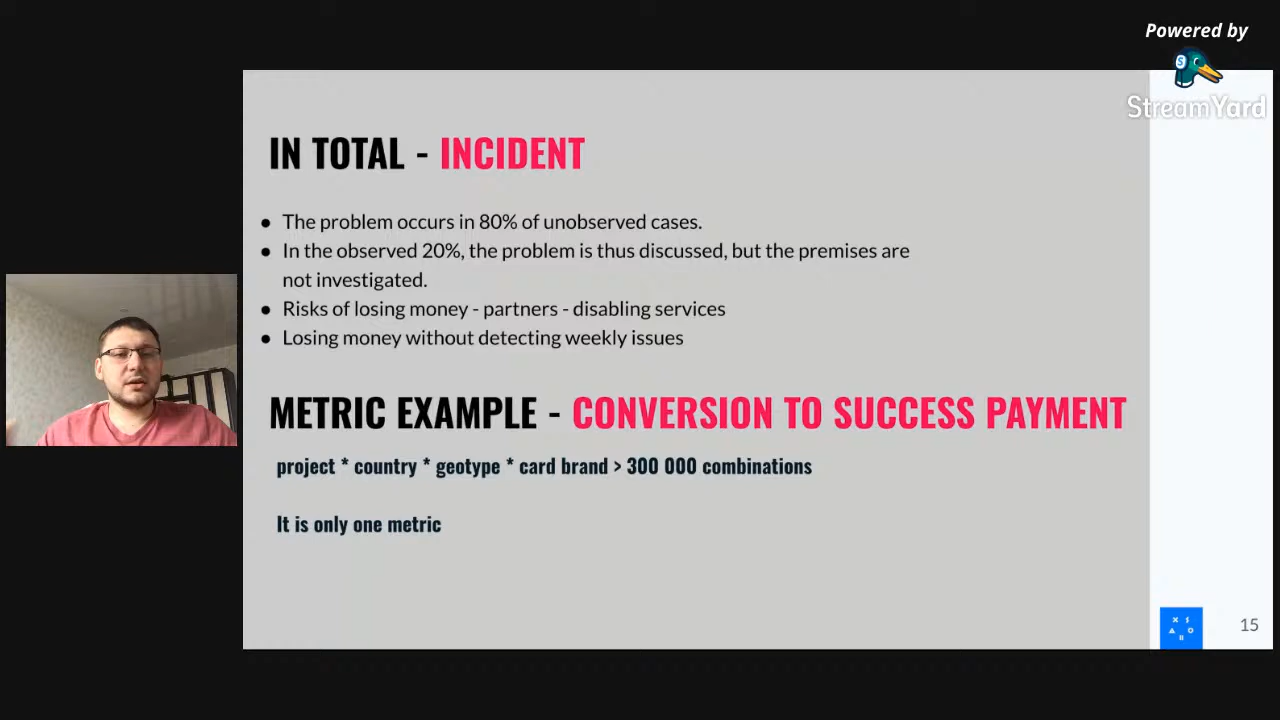 Powered by
StreamYard
IN TOTAL - INCIDENT
● The problem occurs in 80% of unobserved cases.
● In the observed 20%, the problem is thus discussed, but the premises are
not investigated.
● Risks of losing money - partners - disabling services
● Losing money without detecting weekly issues
METRIC EXAMPLE - CONVERSION TO SUCCESS PAYMENT
project * country * geotype * card brand > 300 000 combinations
It is only one metric
15